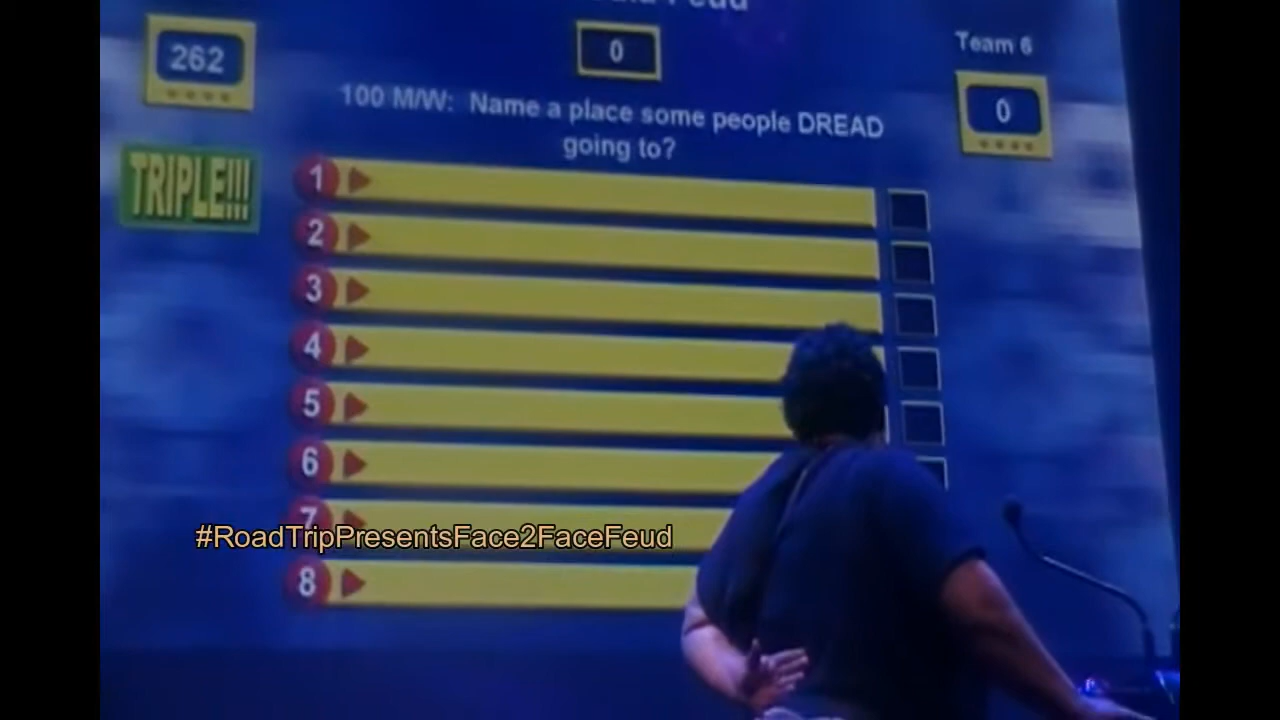 Feud
262
0
Team 6
0
100 M/W: Name a place some people DREAD
going to?
TRIPLE!!!
1
2
3
4
5
6
7
#RoadTripPresentsFace2FaceFeud
8